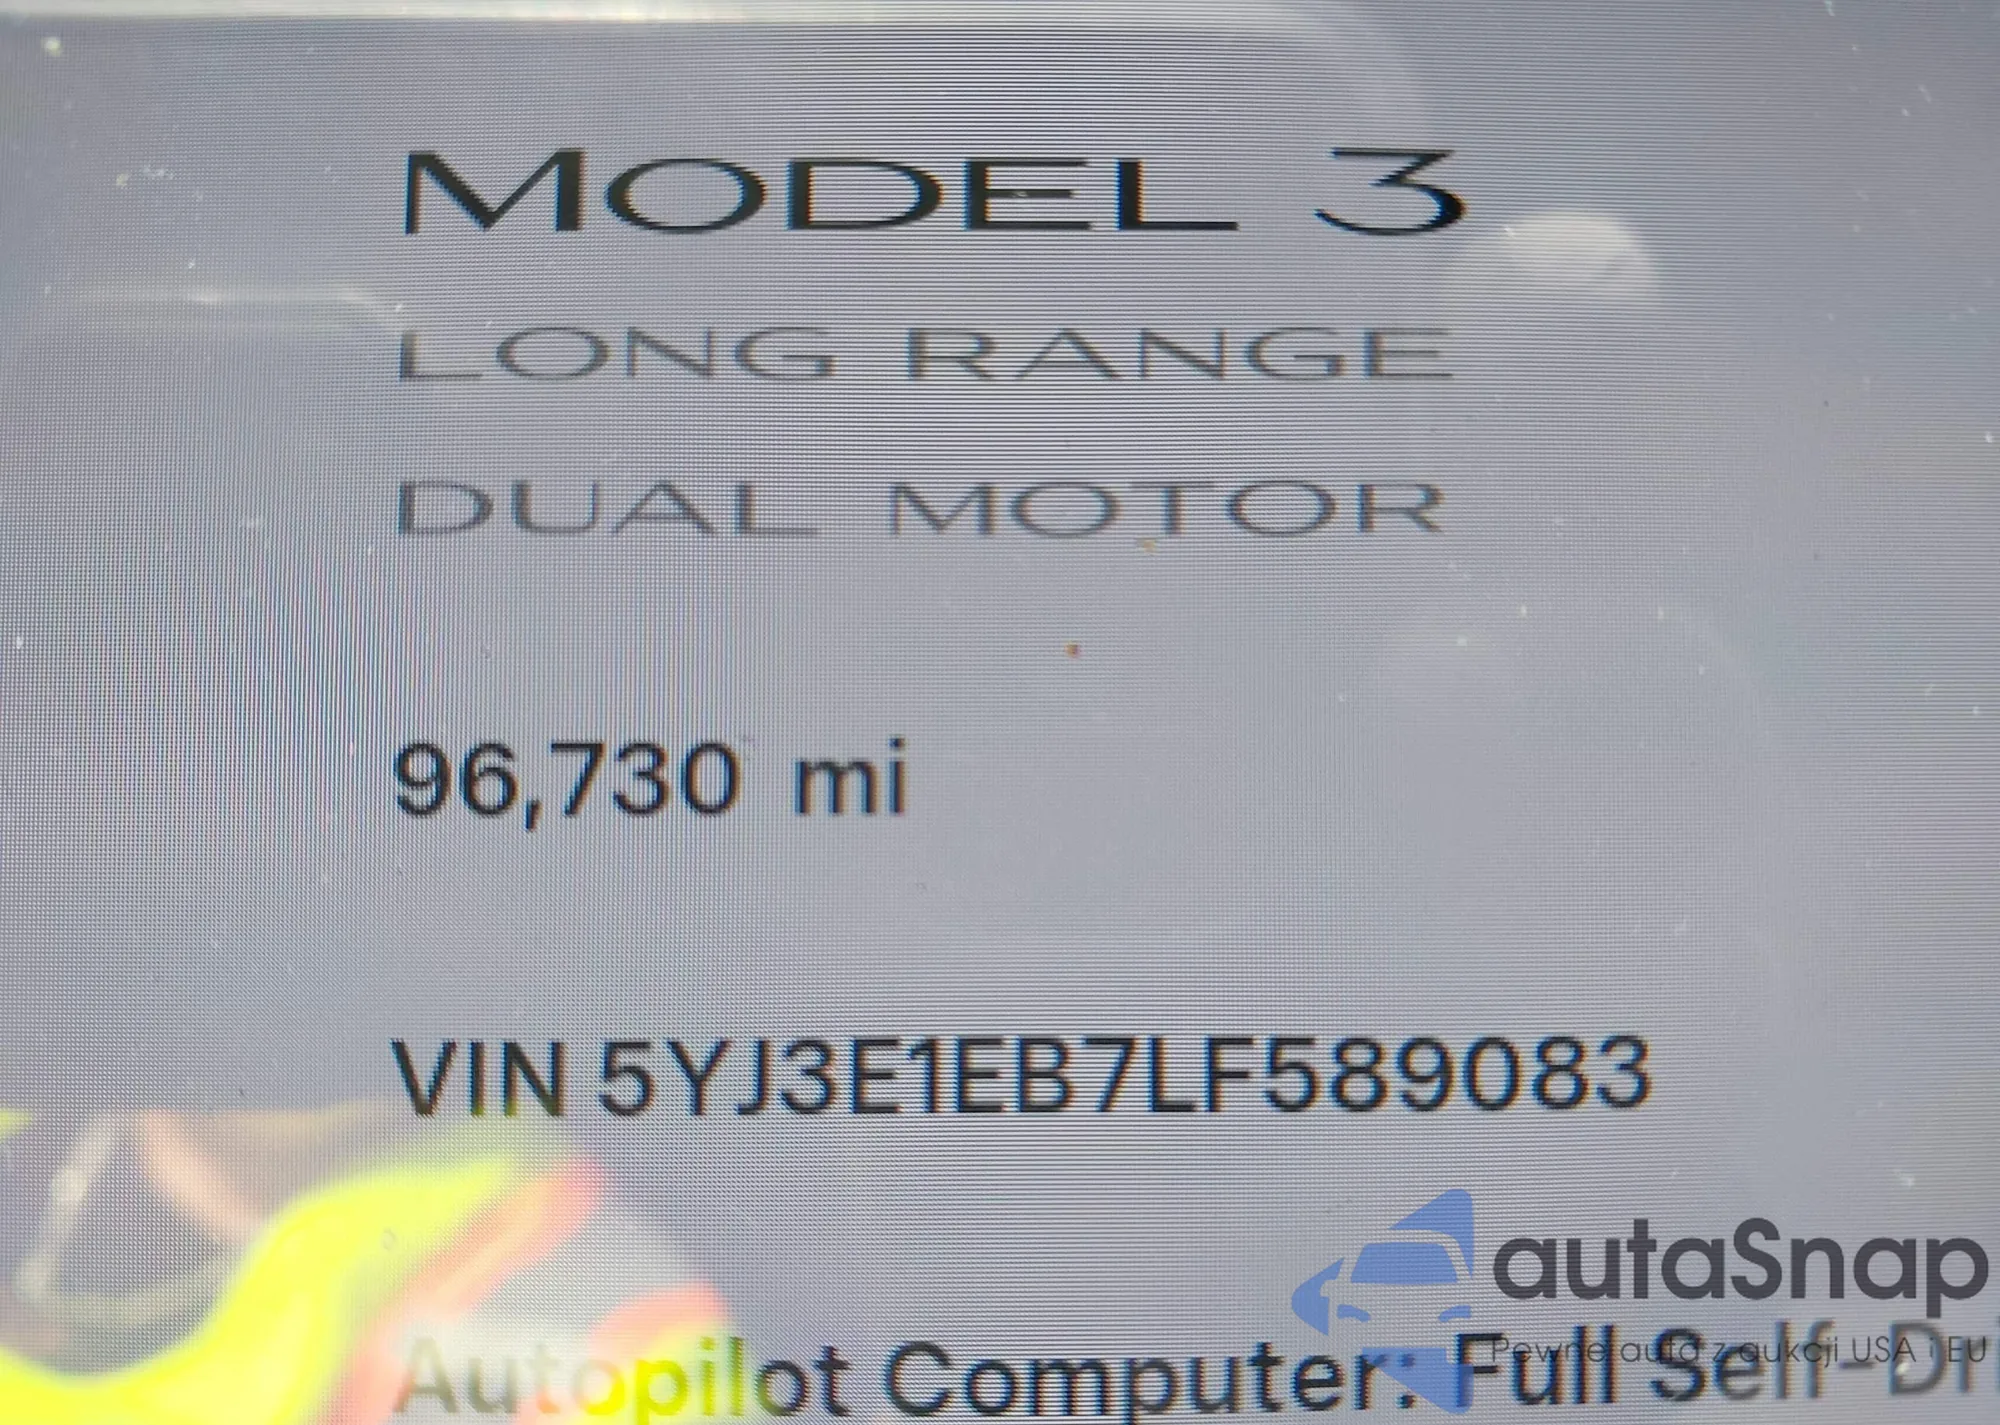 MODEL 3
LONG RANGE
DUAL MOTOR
96,730 mi
VIN 5YJ3E1EB7LF589083
autaSnap
Pewne auta z aukcji USA i EU
Autopilot Computer: Full Self-Dri